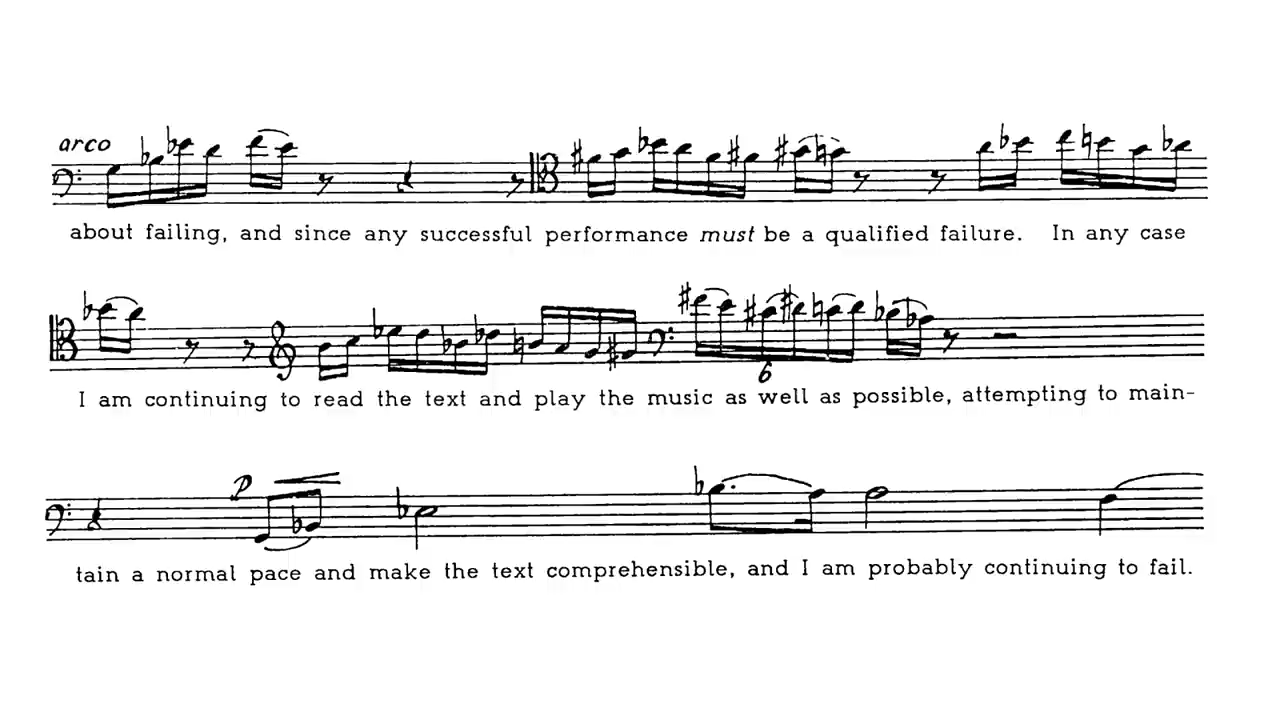 arco
about failing, and since any successful performance must be a qualified failure. In any case
6
I am continuing to read the text and play the music as well as possible, attempting to main-
p
tain a normal pace and make the text comprehensible, and I am probably continuing to fail.